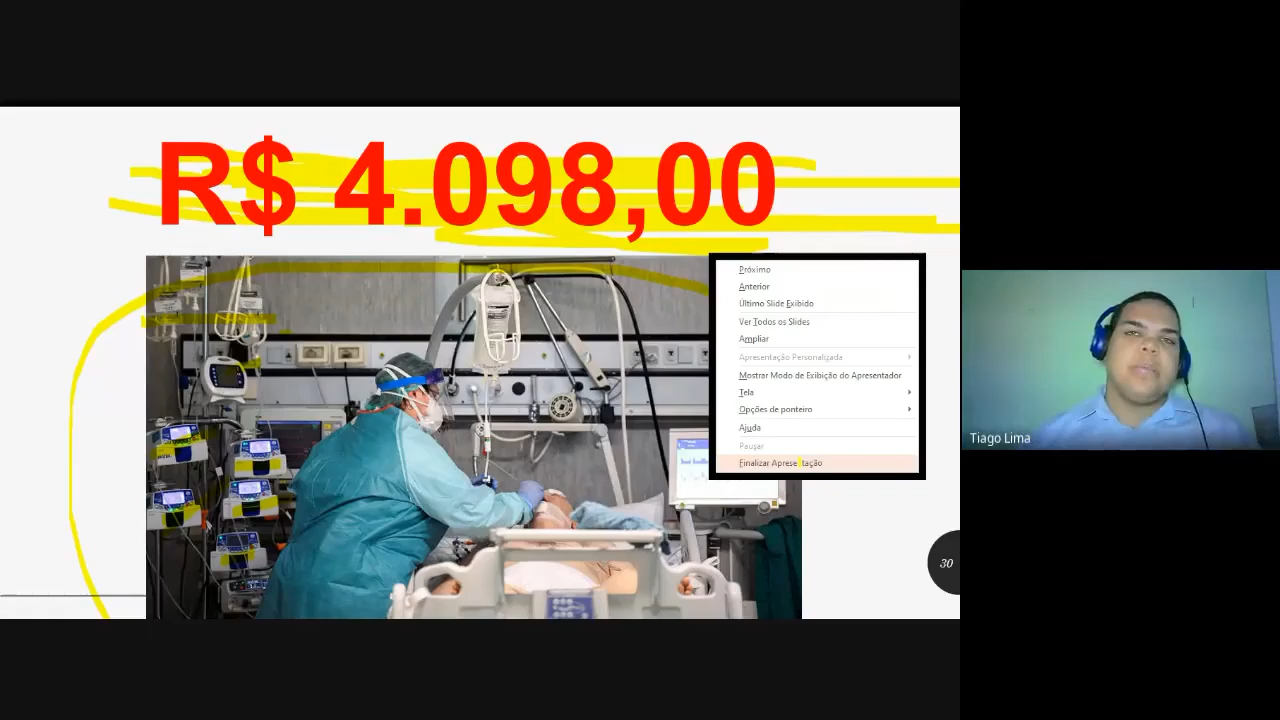 R$ 4.098,00
Próximo
Anterior
Último Slide Exibido
Ver Todos os Slides
Ampliar
Apresentação Personalizada
Mostrar Modo de Exibição do Apresentador
Tela
Opções de ponteiro
Ajuda
Pausar
Finalizar Apresentação
30
Tiago Lima